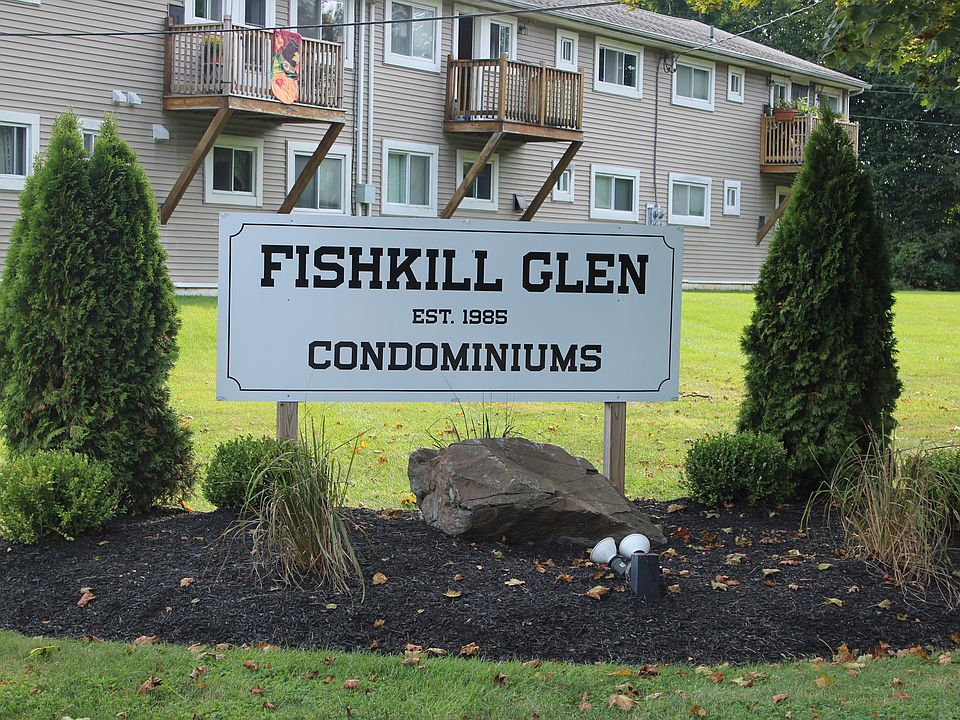 FISHKILL GLEN
EST. 1985
CONDOMINIUMS